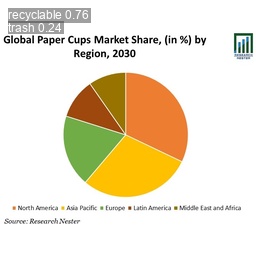 recyclable 0.76
trash 0.24
Global Paper Cups Market Share, (in %) by
Region, 2030
RESEARCH
NESTER
North America Asia Pacific Europe Latin America Middle East and Africa
Source: Research Nester